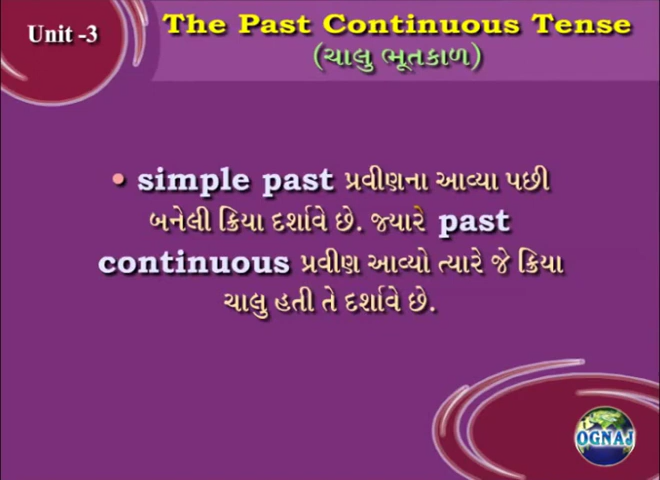 Unit -3
The Past Continuous Tense
(ચાલુ ભૂતકાળ)
• simple past પ્રવીણના આવ્યા પછી
બનેલી ક્રિયા દર્શાવે છે. જ્યારે past
continuous પ્રવીણ આવ્યો ત્યારે જે ક્રિયા
ચાલુ હતી તે દર્શાવે છે.
OGNAJ